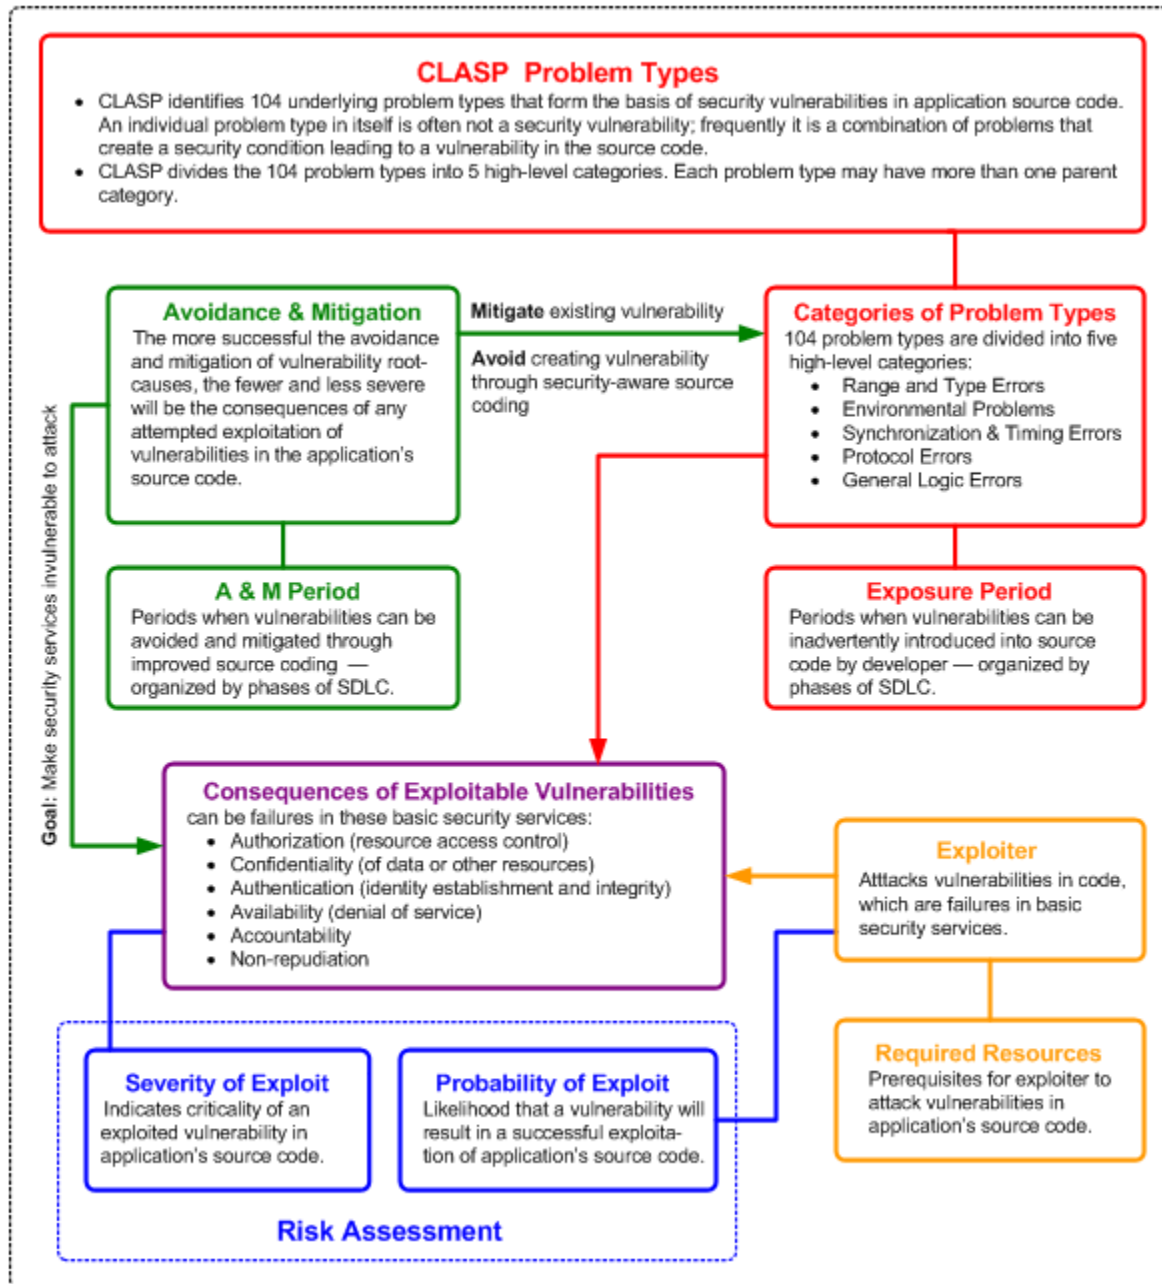 CLASP Problem Types
• CLASP identifies 104 underlying problem types that form the basis of security vulnerabilities in application source code.
An individual problem type in itself is often not a security vulnerability; frequently it is a combination of problems that
create a security condition leading to a vulnerability in the source code.
• CLASP divides the 104 problem types into 5 high-level categories. Each problem type may have more than one parent
category.
Avoidance & Mitigation
The more successful the avoidance
and mitigation of vulnerability root-
causes, the fewer and less severe
will be the consequences of any
attempted exploitation of
vulnerabilities in the application's
source code.
Mitigate existing vulnerability
Avoid creating vulnerability
through security-aware source
coding
Categories of Problem Types
104 problem types are divided into five
high-level categories:
• Range and Type Errors
• Environmental Problems
• Synchronization & Timing Errors
• Protocol Errors
• General Logic Errors
Goal: Make security services invulnerable to attack
A & M Period
Periods when vulnerabilities can be
avoided and mitigated through
improved source coding —
organized by phases of SDLC.
Exposure Period
Periods when vulnerabilities can be
inadvertently introduced into source
code by developer — organized by
phases of SDLC.
Consequences of Exploitable Vulnerabilities
can be failures in these basic security services:
• Authorization (resource access control)
• Confidentiality (of data or other resources)
• Authentication (identity establishment and integrity)
• Availability (denial of service)
• Accountability
• Non-repudiation
Exploiter
Atttacks vulnerabilities in code,
which are failures in basic
security services.
Required Resources
Prerequisites for exploiter to
attack vulnerabilities in
application's source code.
Severity of Exploit
Indicates criticality of an
exploited vulnerability in
application's source code.
Probability of Exploit
Likelihood that a vulnerability will
result in a successful exploita-
tion of application's source code.
Risk Assessment